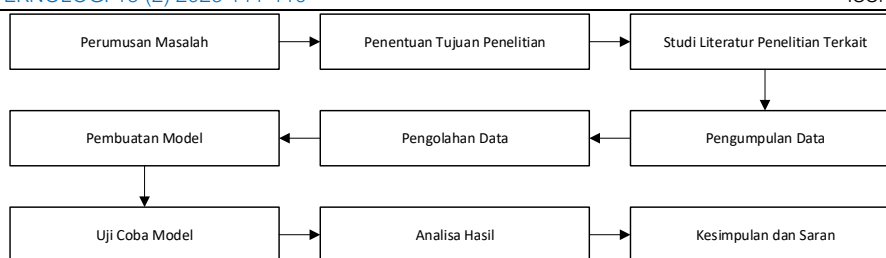 Perumusan Masalah
Penentuan Tujuan Penelitian
Studi Literatur Penelitian Terkait
Pengumpulan Data
Pengolahan Data
Pembuatan Model
Uji Coba Model
Analisa Hasil
Kesimpulan dan Saran